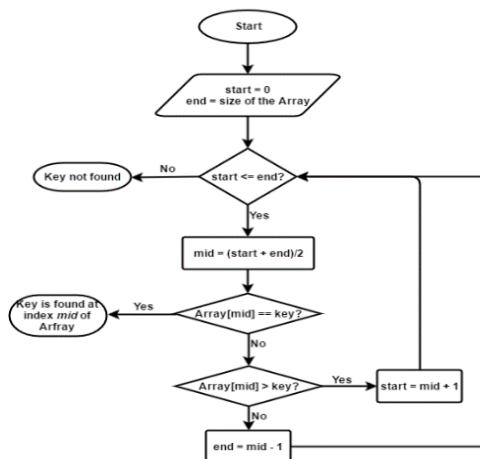 Start
start = 0
end = size of the Array
start <= end?
No
Key not found
Yes
mid = (start + end)/2
Array[mid] == key?
Yes
Key is found at
index mid of
Arfray
No
Array[mid] > key?
Yes
start = mid + 1
No
end = mid - 1